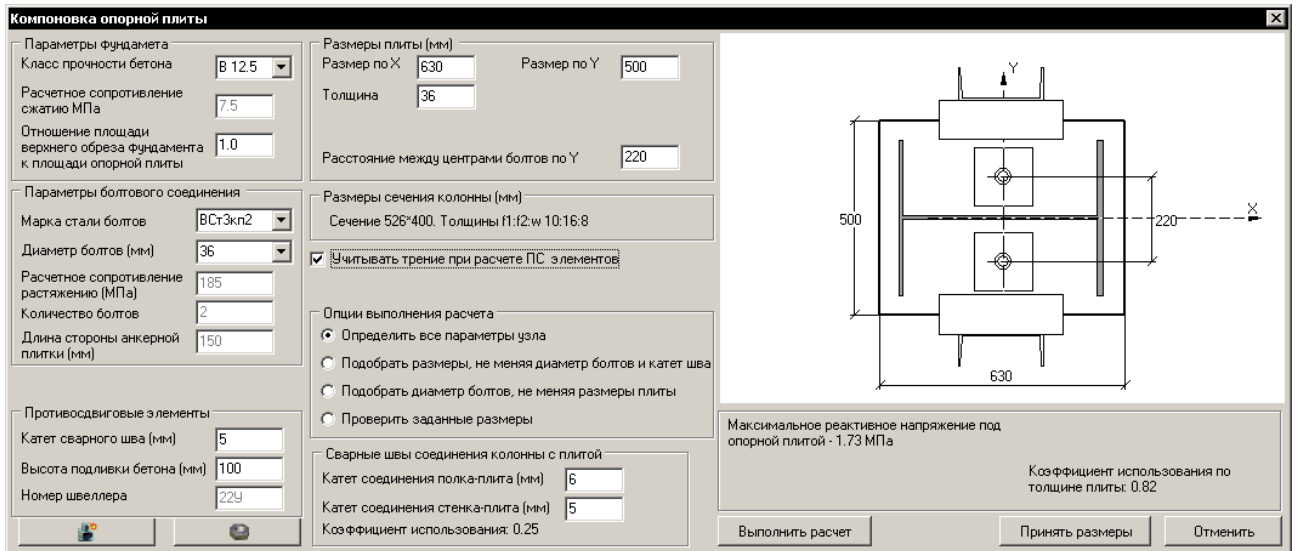 Компоновка опорной плиты
Параметры фундамета
Класс прочности бетона
В 12.5
Расчетное сопротивление
сжатию МПа
7.5
Отношение площади
верхнего обреза фундамента
к площади опорной плиты
1.0
Параметры болтового соединения
Марка стали болтов
ВСт3кп2
Диаметр болтов (мм)
36
Расчетное сопротивление
растяжению (МПа)
185
Количество болтов
2
Длина стороны анкерной
плитки (мм)
150
Противосдвиговые элементы
Катет сварного шва (мм)
5
Высота подливки бетона (мм)
100
Номер швеллера
22У
Размеры плиты (мм)
Размер по X
630
Размер по Y
500
Толщина
36
Расстояние между центрами болтов по Y
220
Размеры сечения колонны (мм)
Сечение 526*400. Толщины f1:f2:w 10:16:8
Учитывать трение при расчете ПС элементов
Опции выполнения расчета
Определить все параметры узла
Подобрать размеры, не меняя диаметр болтов и катет шва
Подобрать диаметр болтов, не меняя размеры плиты
Проверить заданные размеры
Сварные швы соединения колонны с плитой
Катет соединения полка-плита (мм)
6
Катет соединения стенка-плита (мм)
5
Коэффициент использования: 0.25
Y
500
220
X
630
Максимальное реактивное напряжение под
опорной плитой - 1.73 МПа
Коэффициент использования по
толщине плиты: 0.82
Выполнить расчет
Принять размеры
Отменить